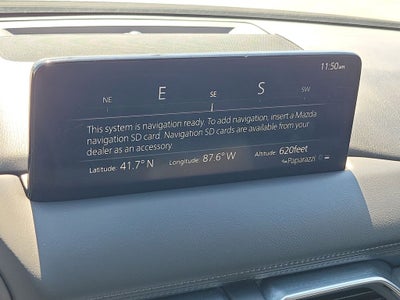 11:50am
NE E SE S SW
This system is navigation ready. To add navigation, insert a Mazda
navigation SD card. Navigation SD cards are available from your
dealer as an accessory.
Latitude: 41.7° N Longitude: 87.6° W Altitude: 620feet
Paparazzi